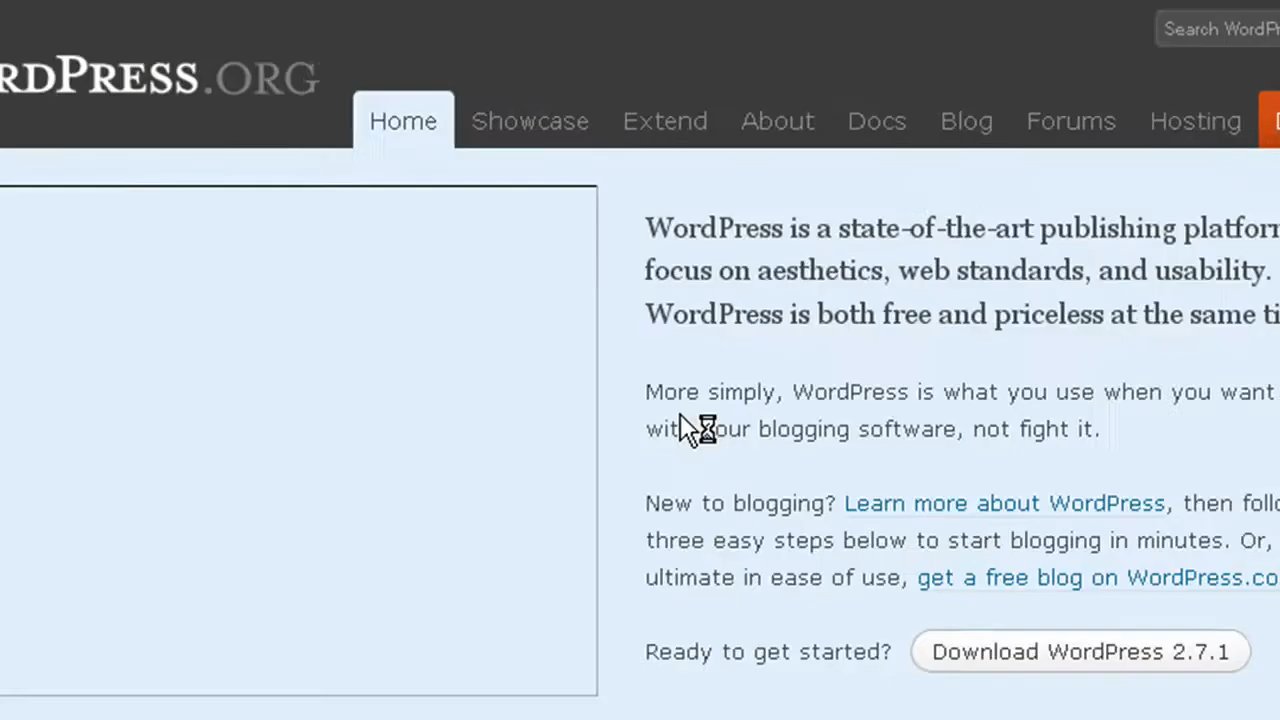 Search WordPr
RDPRESS.ORG
Home Showcase Extend About Docs Blog Forums Hosting
WordPress is a state-of-the-art publishing platfor
focus on aesthetics, web standards, and usability.
WordPress is both free and priceless at the same ti
More simply, WordPress is what you use when you want
with your blogging software, not fight it.
New to blogging? Learn more about WordPress, then follo
three easy steps below to start blogging in minutes. Or,
ultimate in ease of use, get a free blog on WordPress.co
Ready to get started? Download WordPress 2.7.1